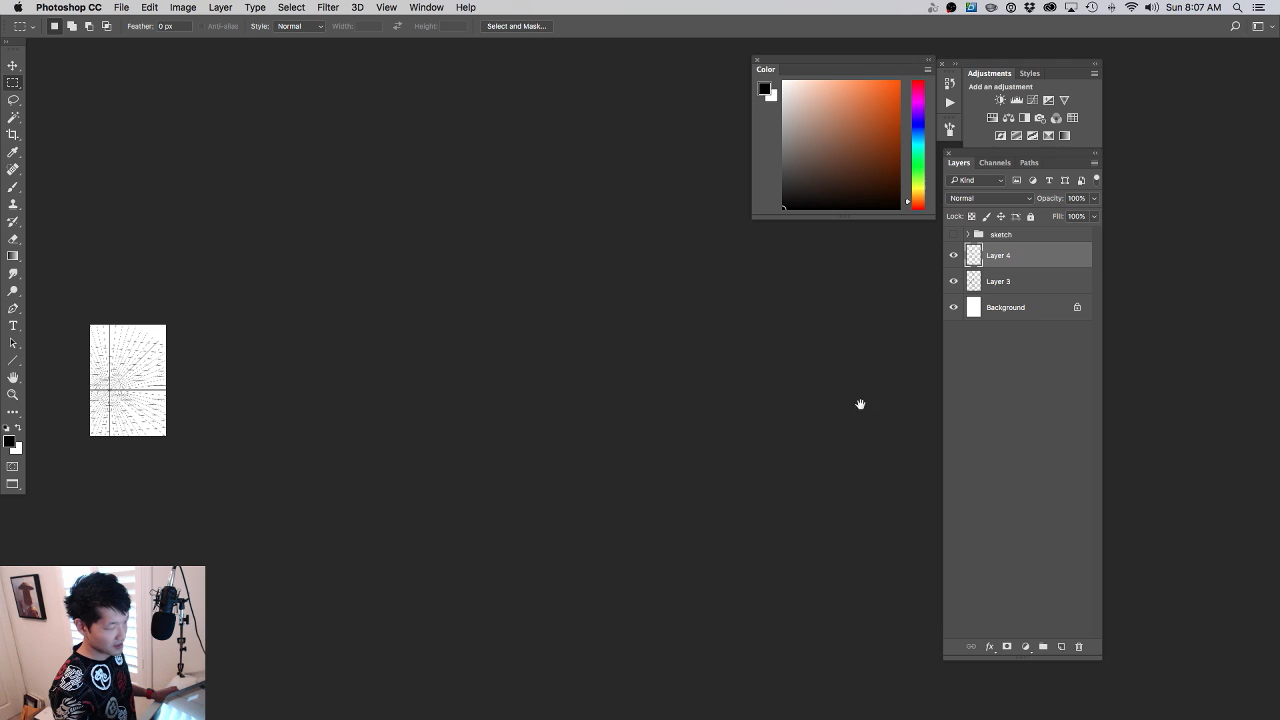 Photoshop CC File Edit Image Layer Type Select Filter 3D View Window Help Sun 8:07 AM
Feather: 0 px Anti-alias Style: Normal Width: Height: Select and Mask...
Color
Adjustments Styles
Add an adjustment
Layers Channels Paths
Kind
Normal Opacity: 100%
Lock: Fill: 100%
sketch
Layer 4
Layer 3
Background
fx